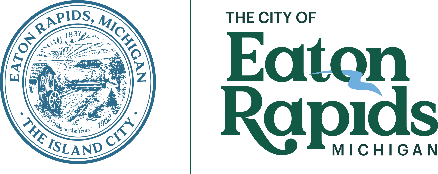 EATON RAPIDS, MICHIGAN
· THE ISLAND CITY ·
THE CITY OF
Eaton
Rapids
MICHIGAN